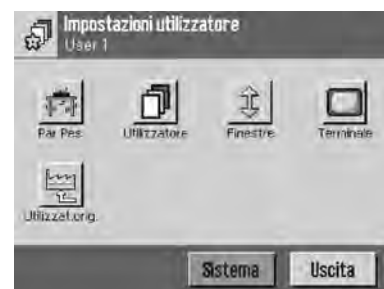 Impostazioni utilizzatore
User 1
Par Pes.
Utilizzatore
Finestre
Terminale
Utilizzat.orig.
Sistema
Uscita